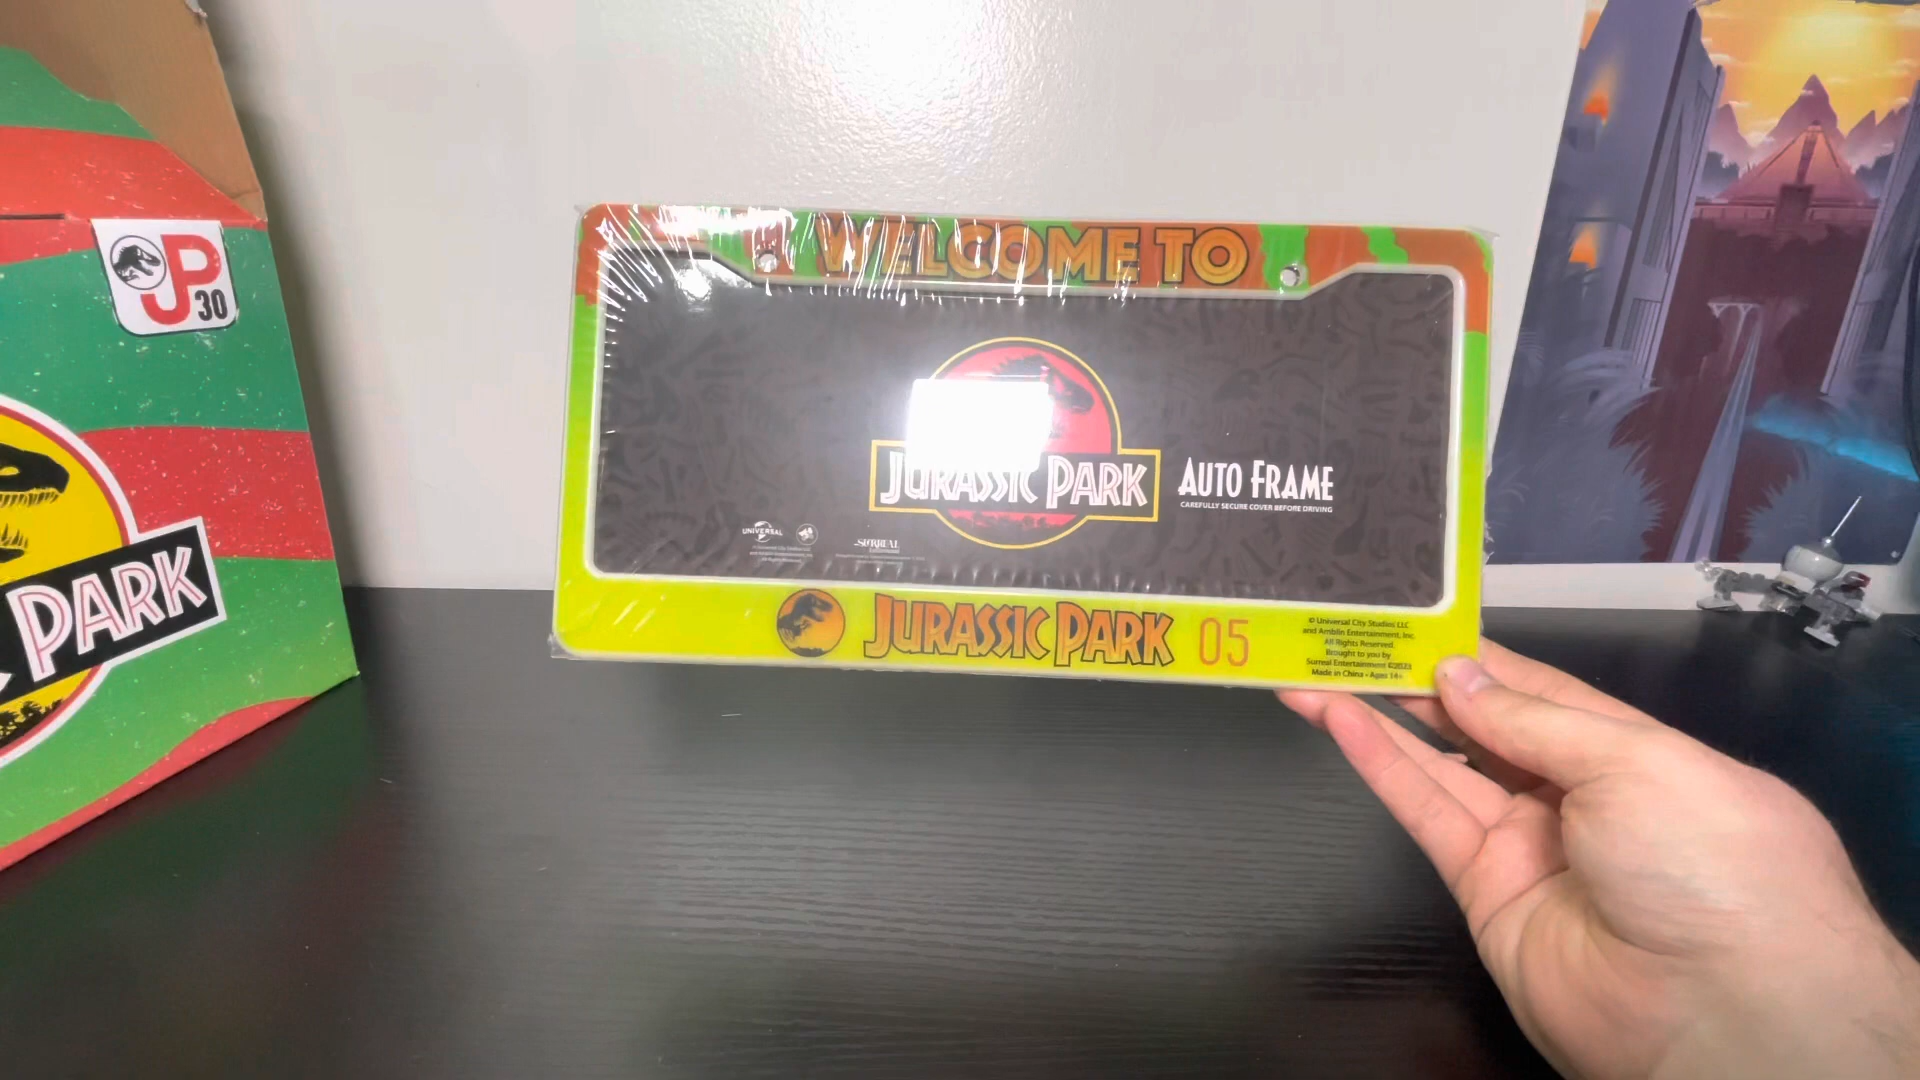 JP
30
PARK
WELCOME TO
JURASSIC PARK
AUTO FRAME
CAREFULLY SECURE COVER BEFORE DRIVING
UNIVERSAL
SURREAL
JURASSIC PARK 05
© Universal City Studios LLC
and Amblin Entertainment, Inc.
All Rights Reserved.
Brought to you by
Surreal Entertainment ©2023
Made in China • Ages 14+